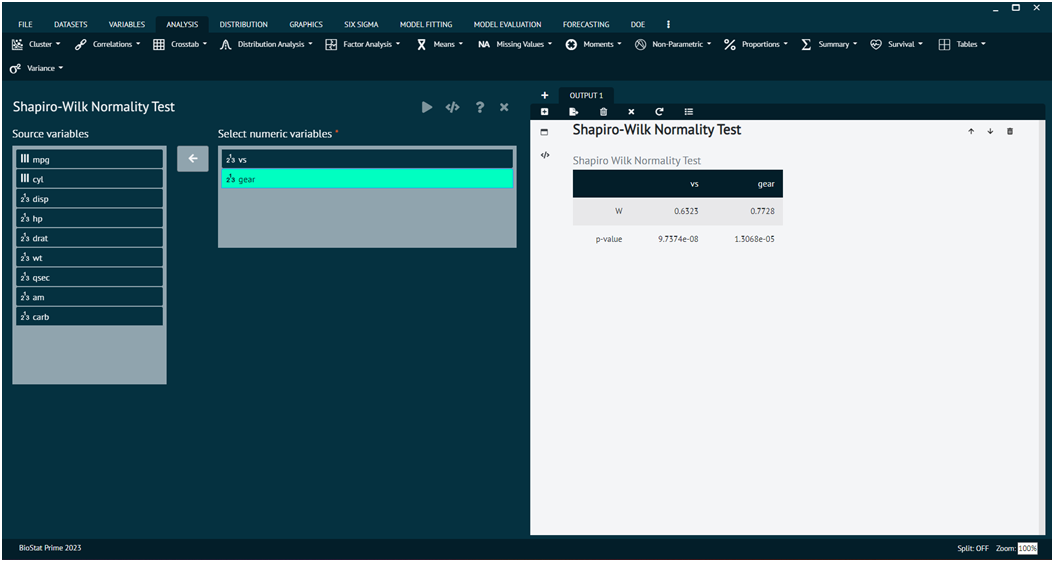 FILE DATASETS VARIABLES ANALYSIS DISTRIBUTION GRAPHICS SIX SIGMA MODEL FITTING MODEL EVALUATION FORECASTING DOE
Cluster Correlations Crosstab Distribution Analysis Factor Analysis Means NA Missing Values Moments Non-Parametric Proportions Summary Survival Tables
σ² Variance
Shapiro-Wilk Normality Test
Source variables
mpg
cyl
disp
hp
drat
wt
qsec
am
carb
Select numeric variables *
vs
gear
OUTPUT 1
Shapiro-Wilk Normality Test
Shapiro Wilk Normality Test
vs gear
W 0.6323 0.7728
p-value 9.7374e-08 1.3068e-05
BioStat Prime 2023
Split: OFF Zoom: 100%